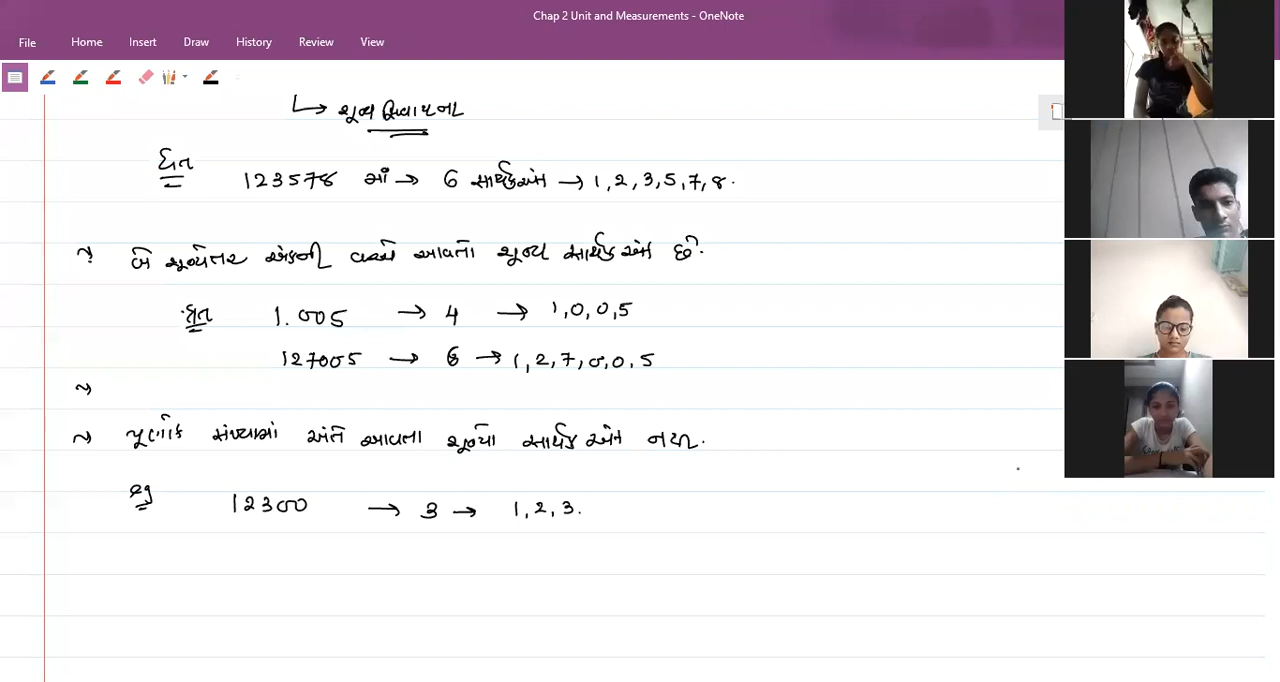 Chap 2 Unit and Measurements - OneNote
File Home Insert Draw History Review View
↳ શૂન્ય સિવાયના
123578 માં → 6 સાર્થક અંક → 1, 2, 3, 5, 7, 8.
બે શૂન્યેતર અંકની વચ્ચે આવતા શૂન્ય સાર્થક અંક છે.
1.005 → 4 → 1, 0, 0, 5
127005 → 6 → 1, 2, 7, 0, 0, 5
પૂર્ણાંક સંખ્યામાં અંતે આવતા શૂન્યો સાર્થક અંક નથી.
eg 12300 → 3 → 1, 2, 3.